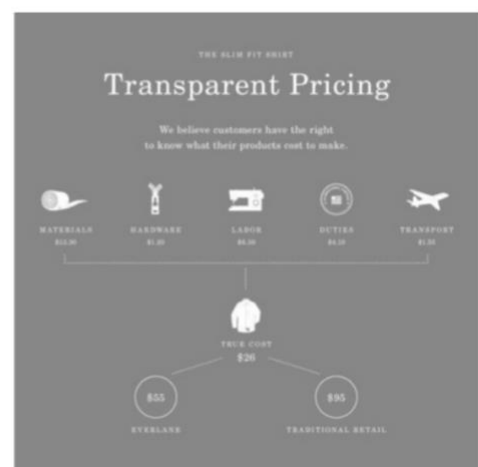 THE SLIM FIT SHIRT
Transparent Pricing
We believe customers have the right
to know what their products cost to make.
MATERIALS HARDWARE LABOR DUTIES TRANSPORT
TRUE COST
$26
$55 $95
EVERLANE TRADITIONAL RETAIL